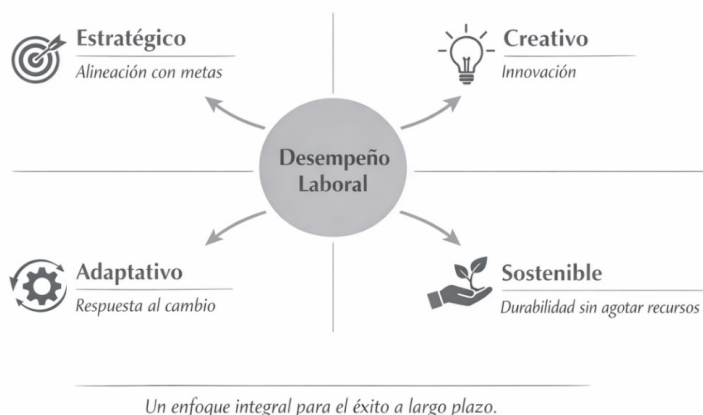 Estratégico
Alineación con metas
Creativo
Innovación
Desempeño
Laboral
Adaptativo
Respuesta al cambio
Sostenible
Durabilidad sin agotar recursos
Un enfoque integral para el éxito a largo plazo.